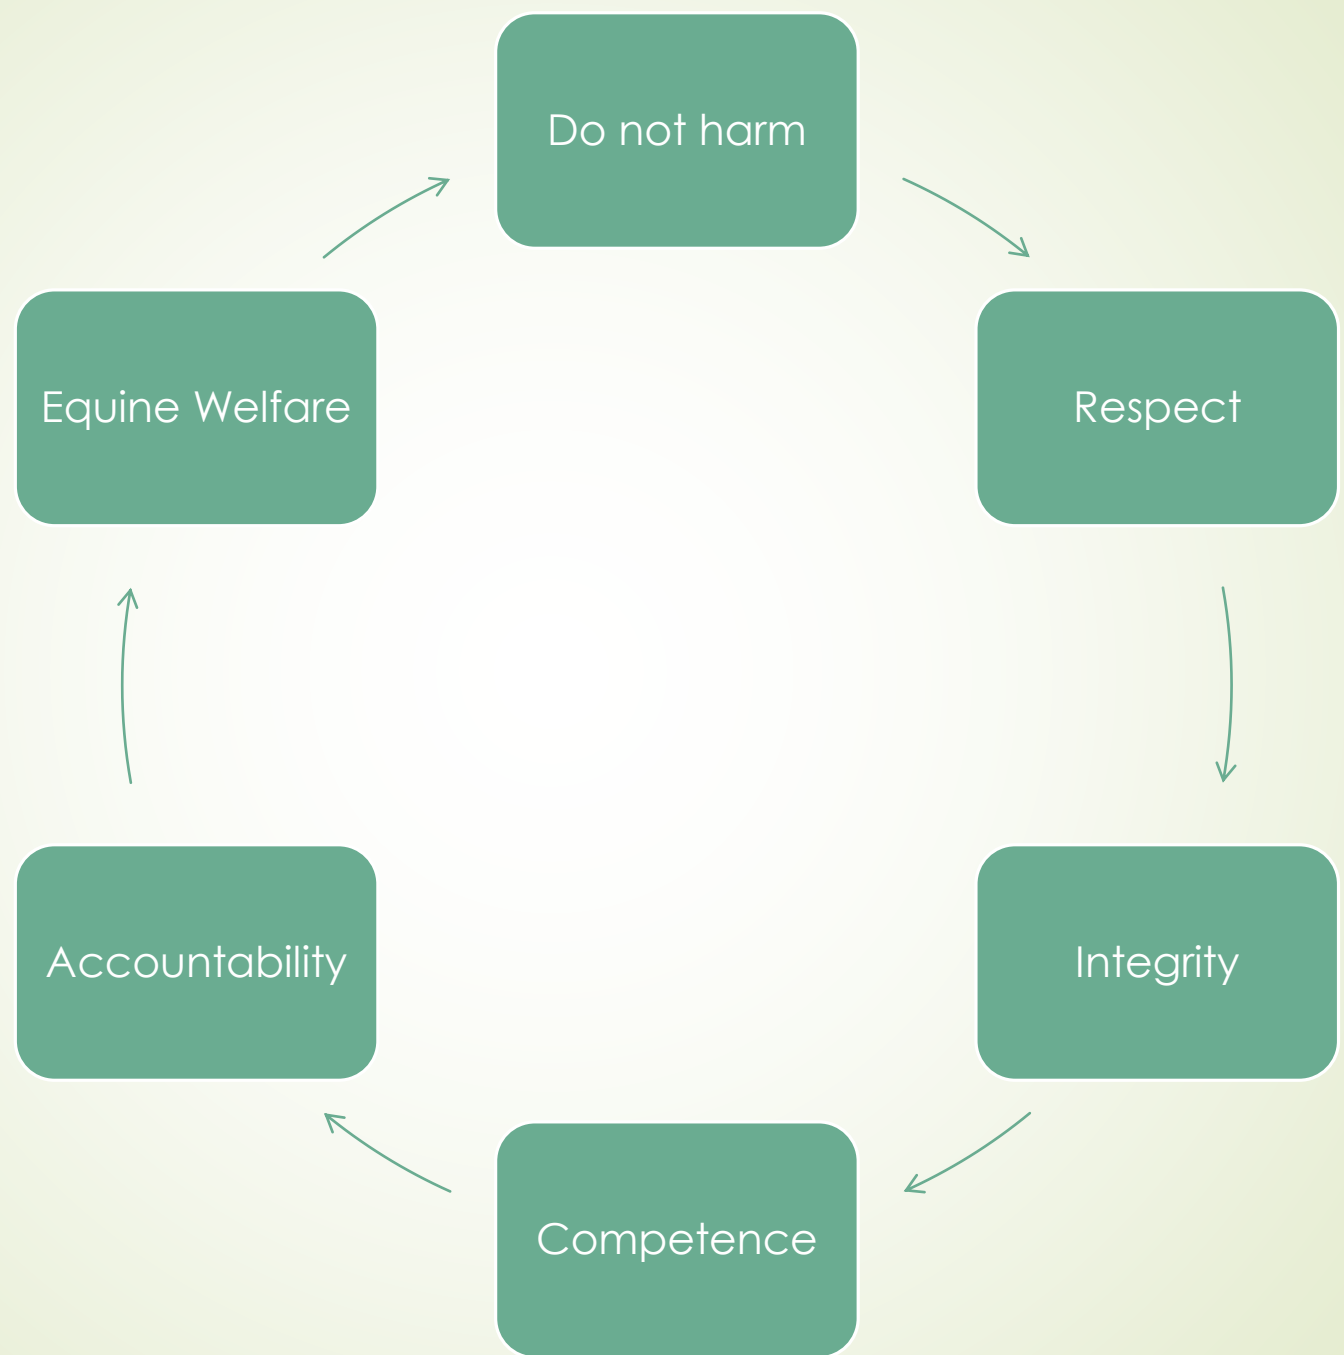 Do not harm
Respect
Integrity
Competence
Accountability
Equine Welfare